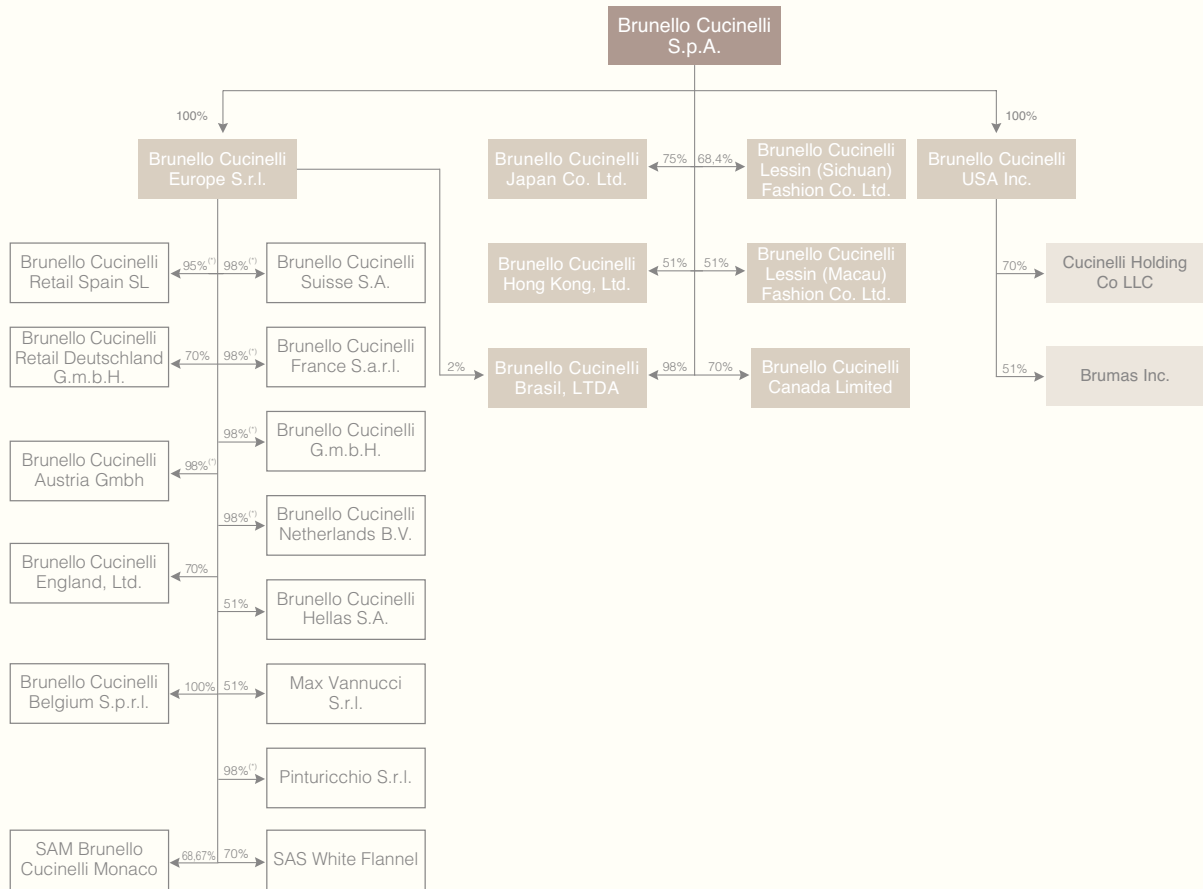 Brunello Cucinelli
S.p.A.
100%
100%
Brunello Cucinelli
Europe S.r.l.
Brunello Cucinelli
Japan Co. Ltd.
75%
68,4%
Brunello Cucinelli
Lessin (Sichuan)
Fashion Co. Ltd.
Brunello Cucinelli
USA Inc.
Brunello Cucinelli
Retail Spain SL
95%(*)
98%(*)
Brunello Cucinelli
Suisse S.A.
Brunello Cucinelli
Hong Kong, Ltd.
51%
51%
Brunello Cucinelli
Lessin (Macau)
Fashion Co. Ltd.
70%
Cucinelli Holding
Co LLC
Brunello Cucinelli
Retail Deutschland
G.m.b.H.
70%
98%(*)
Brunello Cucinelli
France S.a.r.l.
2%
Brunello Cucinelli
Brasil, LTDA
98%
70%
Brunello Cucinelli
Canada Limited
51%
Brumas Inc.
98%(*)
Brunello Cucinelli
G.m.b.H.
Brunello Cucinelli
Austria Gmbh
98%(*)
98%(*)
Brunello Cucinelli
Netherlands B.V.
Brunello Cucinelli
England, Ltd.
70%
51%
Brunello Cucinelli
Hellas S.A.
Brunello Cucinelli
Belgium S.p.r.l.
100%
51%
Max Vannucci
S.r.l.
98%(*)
Pinturicchio S.r.l.
SAM Brunello
Cucinelli Monaco
68,67%
70%
SAS White Flannel